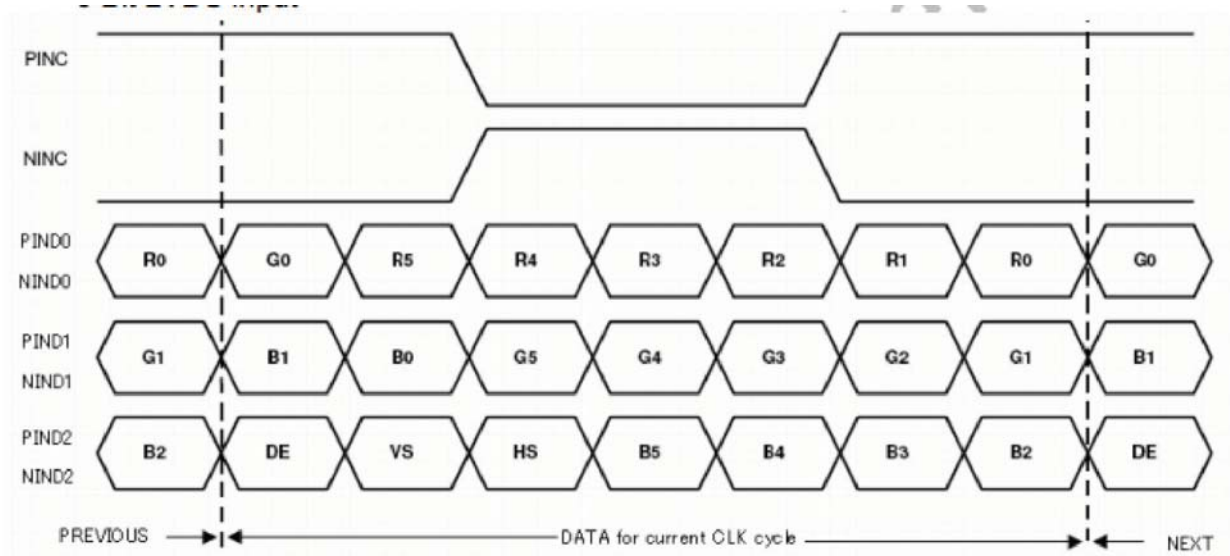 PINC
NINC
PIND0
NIND0
R0 G0 R5 R4 R3 R2 R1 R0 G0
PIND1
NIND1
G1 B1 B0 G5 G4 G3 G2 G1 B1
PIND2
NIND2
B2 DE VS HS B5 B4 B3 B2 DE
PREVIOUS DATA for current CLK cycle NEXT